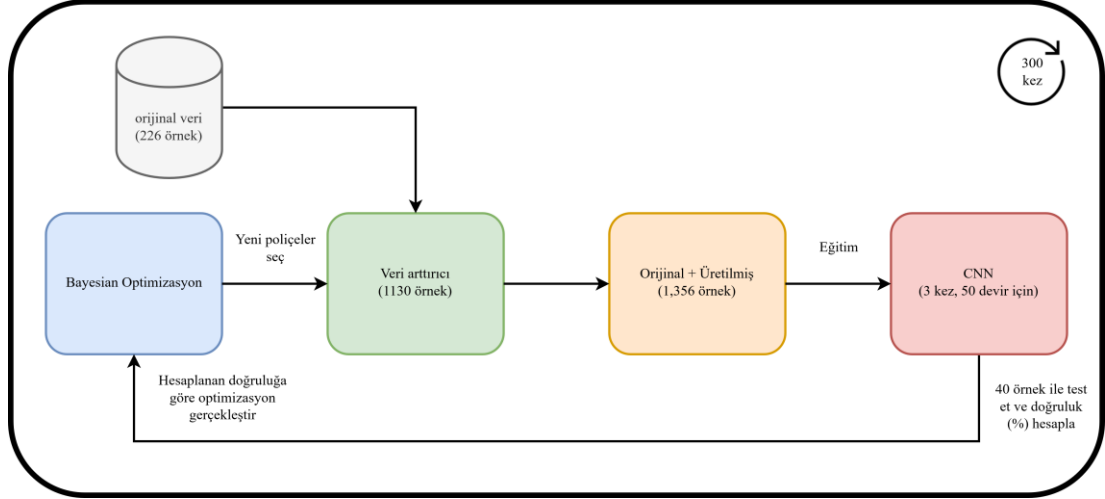 300
kez
orijinal veri
(226 örnek)
Bayesian Optimizasyon
Yeni poliçeler
seç
Veri arttırıcı
(1130 örnek)
Orijinal + Üretilmiş
(1,356 örnek)
Eğitim
CNN
(3 kez, 50 devir için)
Hesaplanan doğruluğa
göre optimizasyon
gerçekleştir
40 örnek ile test
et ve doğruluk
(%) hesapla